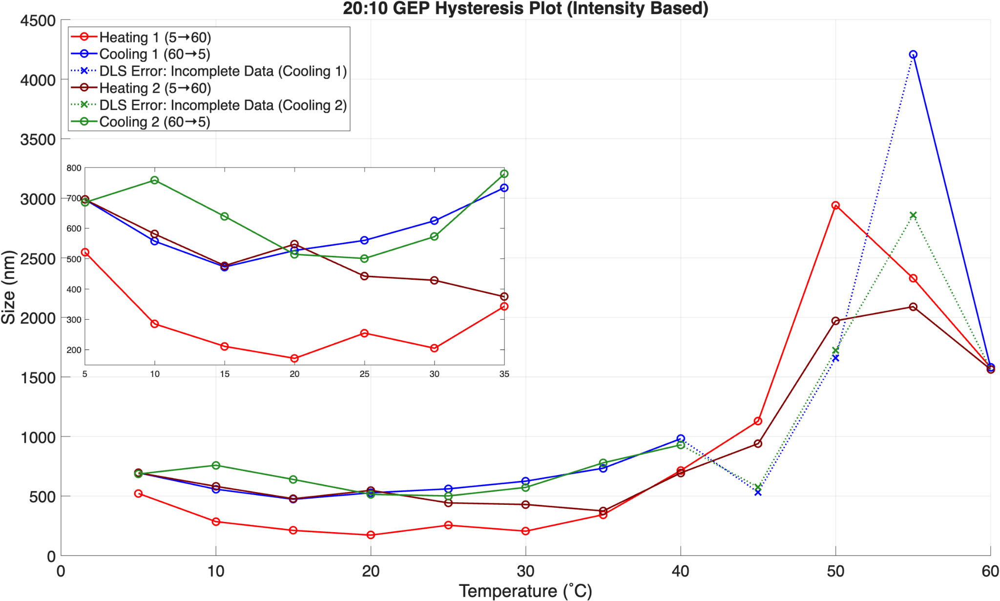 20:10 GEP Hysteresis Plot (Intensity Based)
4500
4000
3500
3000
2500
2000
1500
1000
500
0
Size (nm)
Heating 1 (5→60)
Cooling 1 (60→5)
DLS Error: Incomplete Data (Cooling 1)
Heating 2 (5→60)
DLS Error: Incomplete Data (Cooling 2)
Cooling 2 (60→5)
800
700
600
500
400
300
200
5 10 15 20 25 30 35
0 10 20 30 40 50 60
Temperature (˚C)